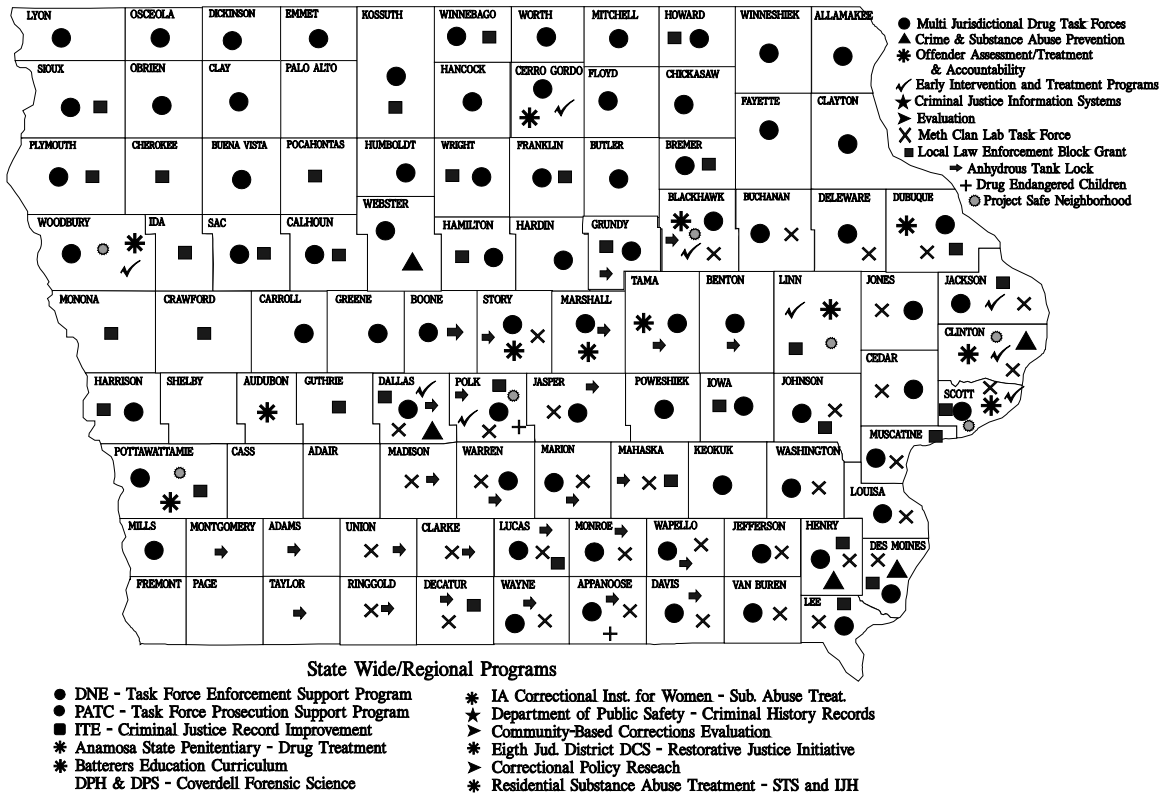 LYON
OSCEOLA
DICKINSON
EMMET
KOSSUTH
WINNEBAGO
WORTH
MITCHELL
HOWARD
WINNESHIEK
ALLAMAKEE
SIOUX
OBRIEN
CLAY
PALO ALTO
HANCOCK
CERRO GORDO
FLOYD
CHICKASAW
FAYETTE
CLAYTON
PLYMOUTH
CHEROKEE
BUENA VISTA
POCAHONTAS
HUMBOLDT
WRIGHT
FRANKLIN
BUTLER
BREMER
WEBSTER
BLACKHAWK
BUCHANAN
DELEWARE
DUBUQUE
WOODBURY
IDA
SAC
CALHOUN
HAMILTON
HARDIN
GRUNDY
TAMA
BENTON
LINN
JONES
JACKSON
MONONA
CRAWFORD
CARROLL
GREENE
BOONE
STORY
MARSHALL
CLINTON
CEDAR
HARRISON
SHELBY
AUDUBON
GUTHRIE
DALLAS
POLK
JASPER
POWESHIEK
IOWA
JOHNSON
SCOTT
MUSCATINE
POTTAWATTAMIE
CASS
ADAIR
MADISON
WARREN
MARION
MAHASKA
KEOKUK
WASHINGTON
LOUISA
MILLS
MONTGOMERY
ADAMS
UNION
CLARKE
LUCAS
MONROE
WAPELLO
JEFFERSON
HENRY
DES MOINES
FREMONT
PAGE
TAYLOR
RINGGOLD
DECATUR
WAYNE
APPANOOSE
DAVIS
VAN BUREN
LEE
Multi Jurisdictional Drug Task Forces
Crime & Substance Abuse Prevention
Offender Assessment/Treatment
& Accountability
Early Intervention and Treatment Programs
Criminal Justice Information Systems
Evaluation
Meth Clan Lab Task Force
Local Law Enforcement Block Grant
Anhydrous Tank Lock
Drug Endangered Children
Project Safe Neighborhood
State Wide/Regional Programs
DNE - Task Force Enforcement Support Program
PATC - Task Force Prosecution Support Program
ITE - Criminal Justice Record Improvement
Anamosa State Penitentiary - Drug Treatment
Batterers Education Curriculum
DPH & DPS - Coverdell Forensic Science
IA Correctional Inst. for Women - Sub. Abuse Treat.
Department of Public Safety - Criminal History Records
Community-Based Corrections Evaluation
Eigth Jud. District DCS - Restorative Justice Initiative
Correctional Policy Reseach
Residential Substance Abuse Treatment - STS and IJH